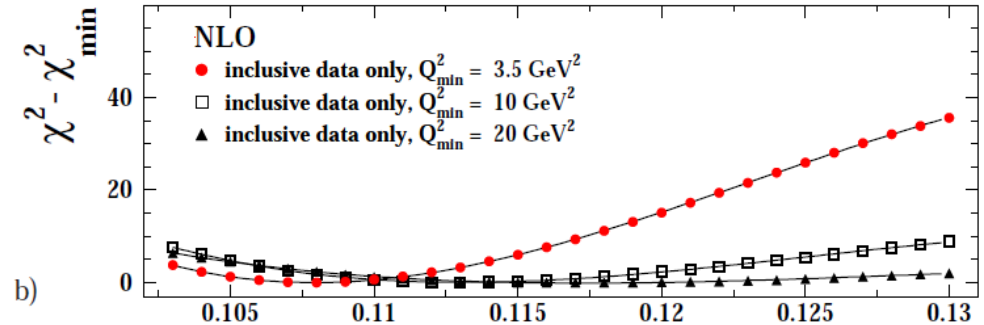 NLO
inclusive data only, Q²min = 3.5 GeV²
inclusive data only, Q²min = 10 GeV²
inclusive data only, Q²min = 20 GeV²
χ² - χ²min
40
20
0
b)
0.105 0.11 0.115 0.12 0.125 0.13